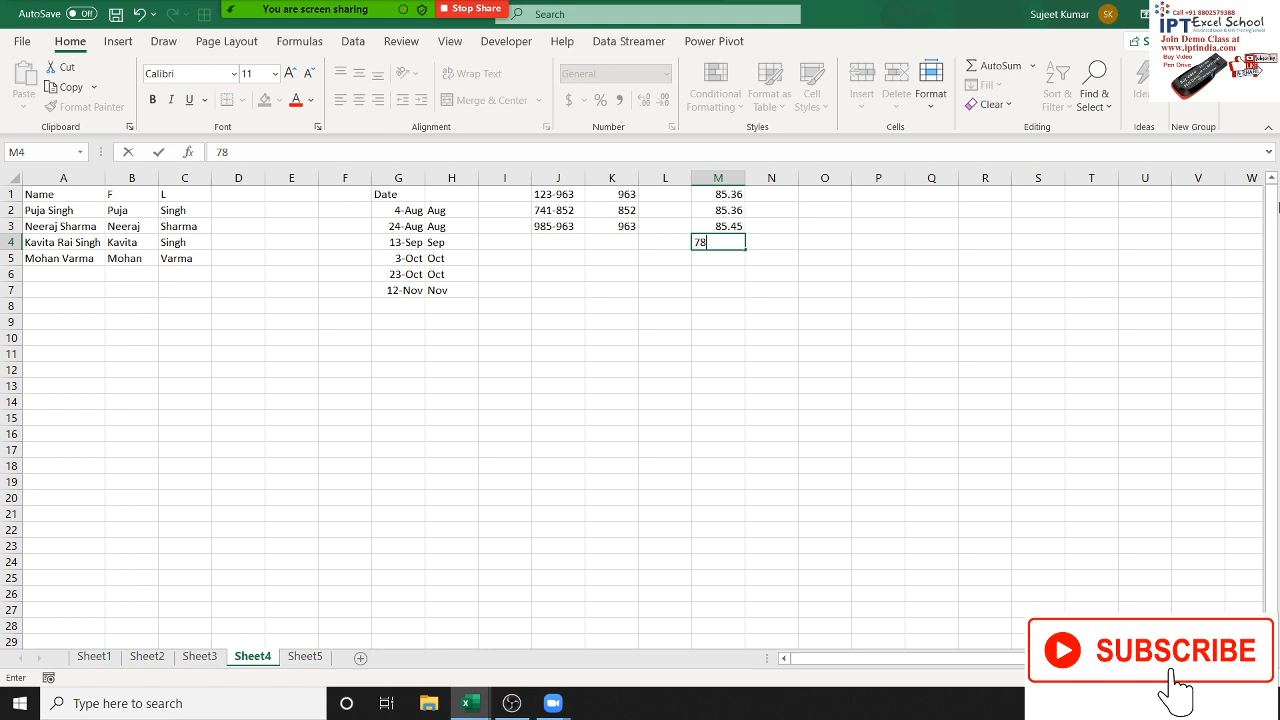 AutoSave Off
You are screen sharing
Stop Share
Search
Sujeet Kumar
SK
Call +91 8802579388
IPT Excel School
Join Demo Class at
www.iptindia.com
Buy Video
Pen Drive
File Home Insert Draw Page Layout Formulas Data Review View Developer Help Data Streamer Power Pivot
Paste
Cut
Copy
Format Painter
Clipboard
Calibri 11
B I U
Font
Wrap Text
Merge & Center
Alignment
General
$ % ,
Number
Conditional Formatting
Format as Table
Cell Styles
Styles
Insert Delete Format
Cells
AutoSum
Fill
Clear
Sort & Filter
Find & Select
Editing
Ideas
Ideas
New Group
M4 fx 78
A B C D E F G H I J K L M N O P Q R S T U V W
1 Name F L Date 123-963 963 85.36
2 Puja Singh Puja Singh 4-Aug Aug 741-852 852 85.36
3 Neeraj Sharma Neeraj Sharma 24-Aug Aug 985-963 963 85.45
4 Kavita Rai Singh Kavita Singh 13-Sep Sep 78
5 Mohan Varma Mohan Varma 3-Oct Oct
6 23-Oct Oct
7 12-Nov Nov
8
9
10
11
12
13
14
15
16
17
18
19
20
21
22
23
24
25
26
27
28
29
Sheet1 Sheet2 Sheet3 Sheet4 Sheet5
Enter
SUBSCRIBE
Type here to search